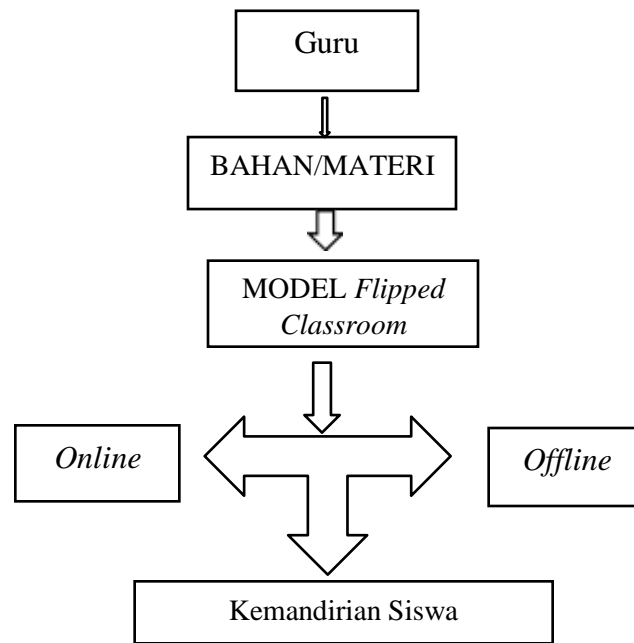 Guru
BAHAN/MATERI
MODEL Flipped
Classroom
Online
Offline
Kemandirian Siswa